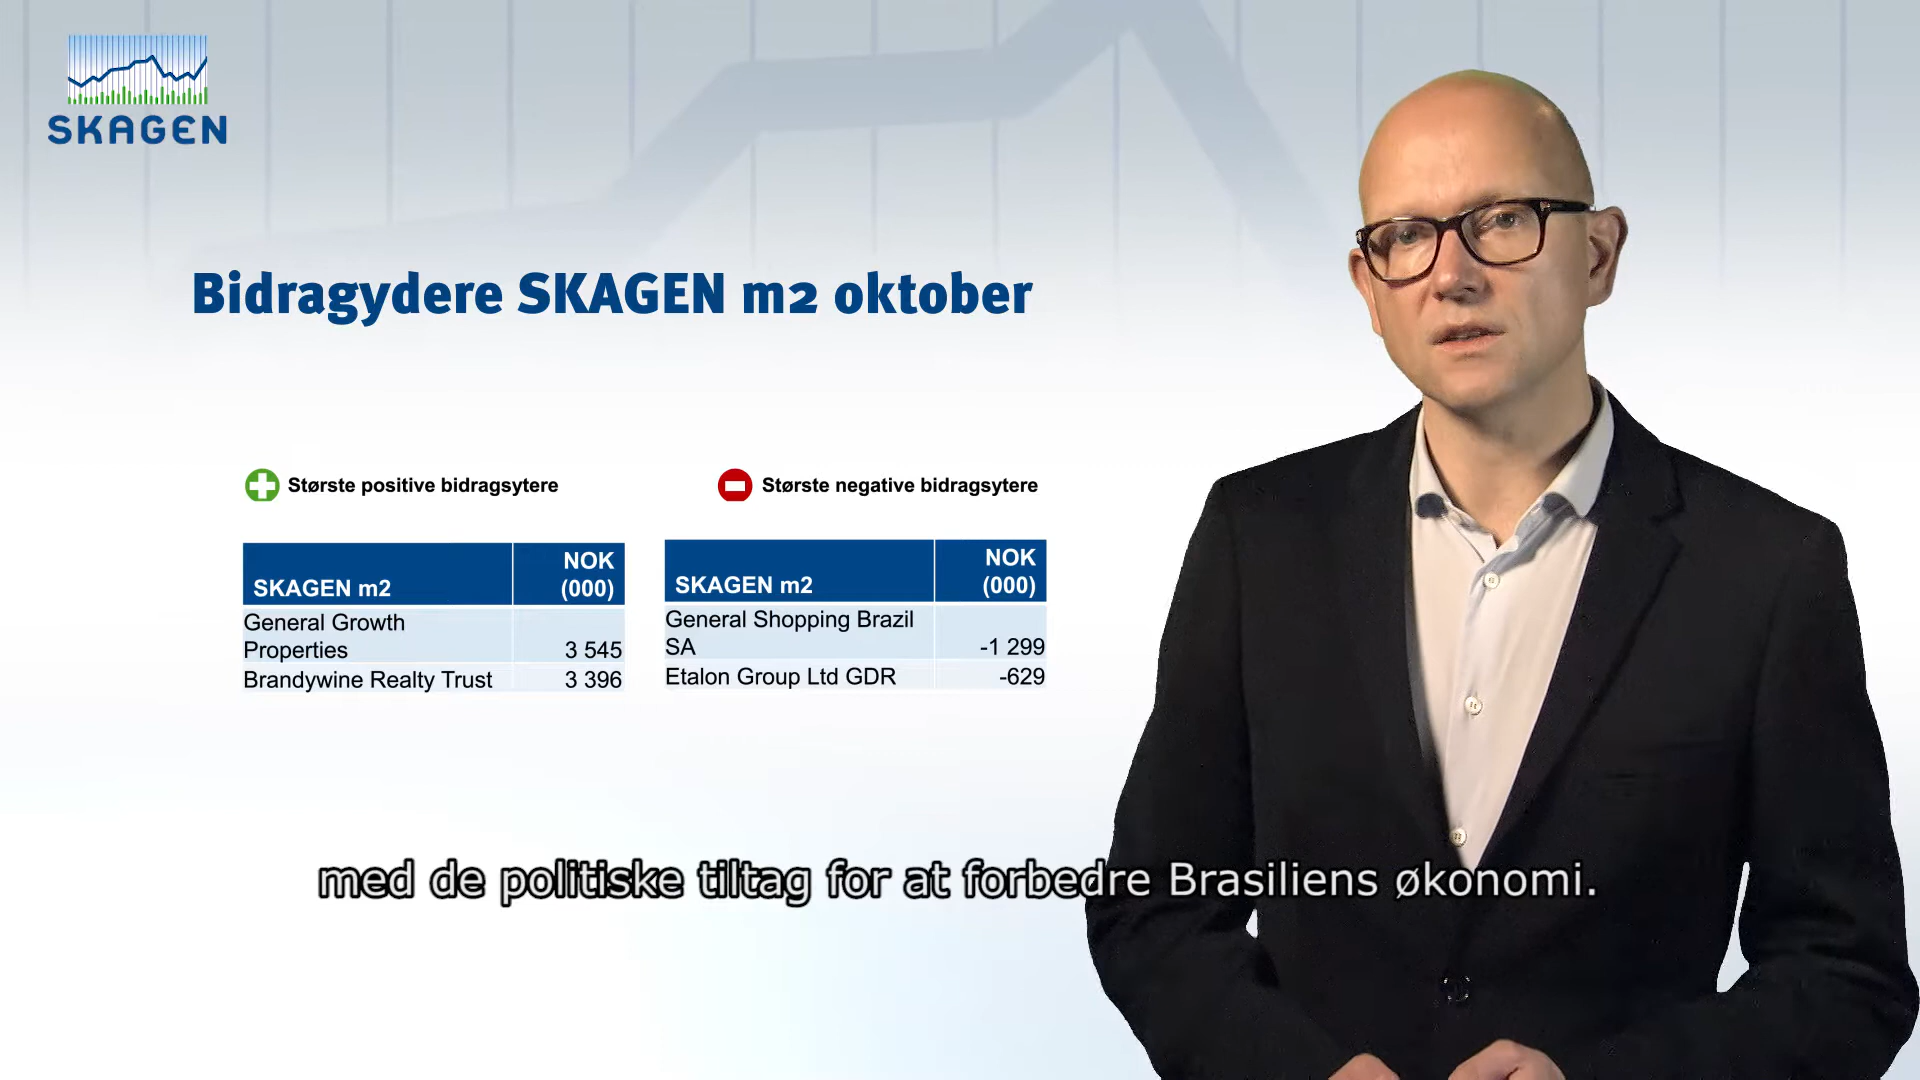 SKAGEN
Bidragydere SKAGEN m2 oktober
Største positive bidragsytere
SKAGEN m2 NOK (000)
General Growth Properties 3 545
Brandywine Realty Trust 3 396
Største negative bidragsytere
SKAGEN m2 NOK (000)
General Shopping Brazil SA -1 299
Etalon Group Ltd GDR -629
med de politiske tiltag for at forbedre Brasiliens økonomi.